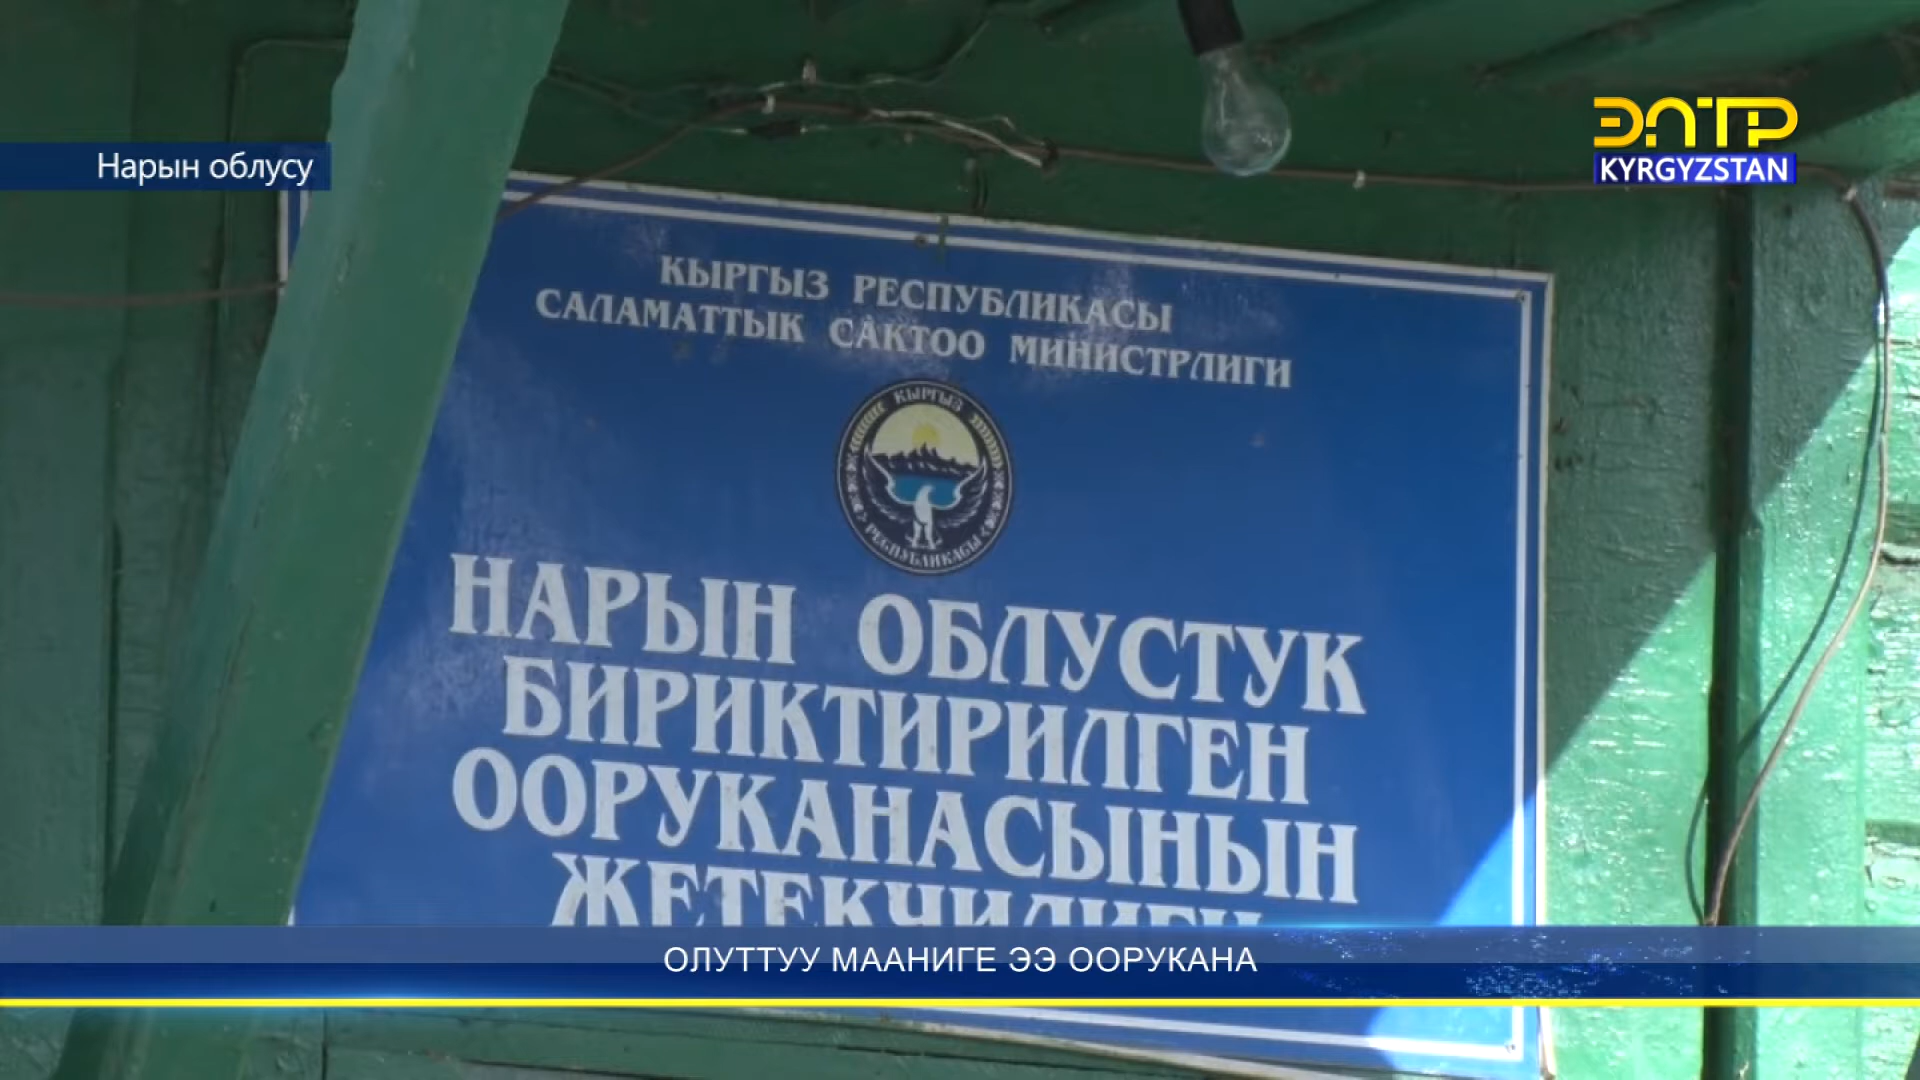 Нарын облусу
ЭЛТР
KYRGYZSTAN
КЫРГЫЗ РЕСПУБЛИКАСЫ
САЛАМАТТЫК САКТОО МИНИСТРЛИГИ
КЫРГЫЗ
РЕСПУБЛИКАСЫ
НАРЫН ОБЛУСТУК
БИРИКТИРИЛГЕН
ООРУКАНАСЫНЫН
ЖЕТЕКЧИЛИГИ
ОЛУТТУУ МААНИГЕ ЭЭ ООРУКАНА